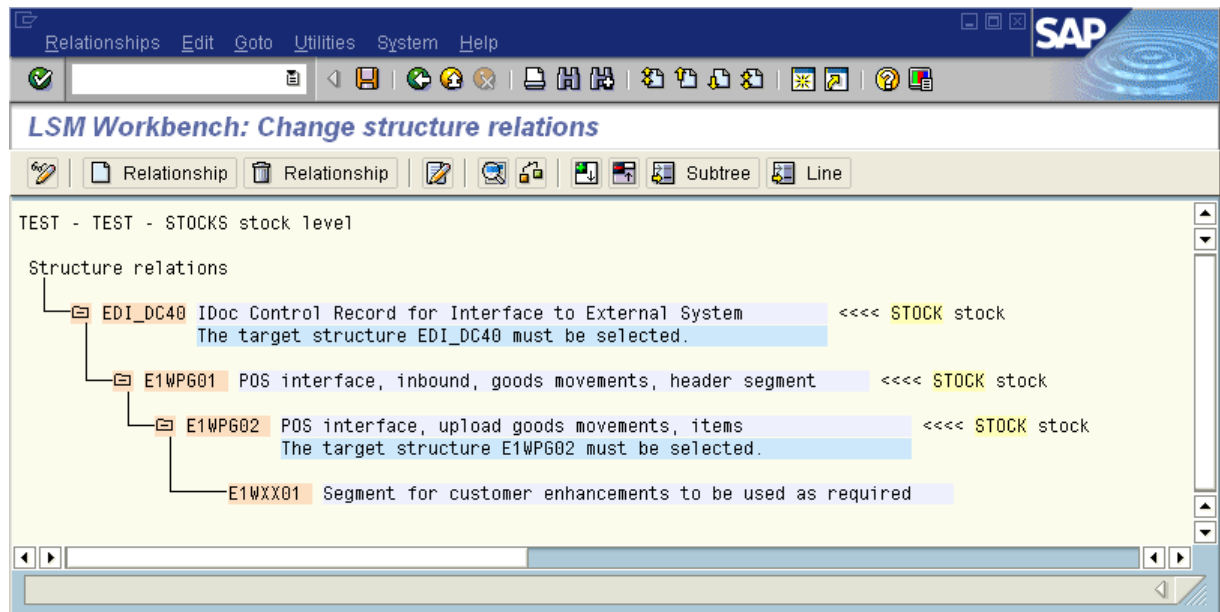 Relationships Edit Goto Utilities System Help
SAP
LSM Workbench: Change structure relations
Relationship Relationship Subtree Line
TEST - TEST - STOCKS stock level
Structure relations
EDI_DC40 IDoc Control Record for Interface to External System <<<< STOCK stock
The target structure EDI_DC40 must be selected.
E1WPG01 POS interface, inbound, goods movements, header segment <<<< STOCK stock
E1WPG02 POS interface, upload goods movements, items <<<< STOCK stock
The target structure E1WPG02 must be selected.
E1WXX01 Segment for customer enhancements to be used as required